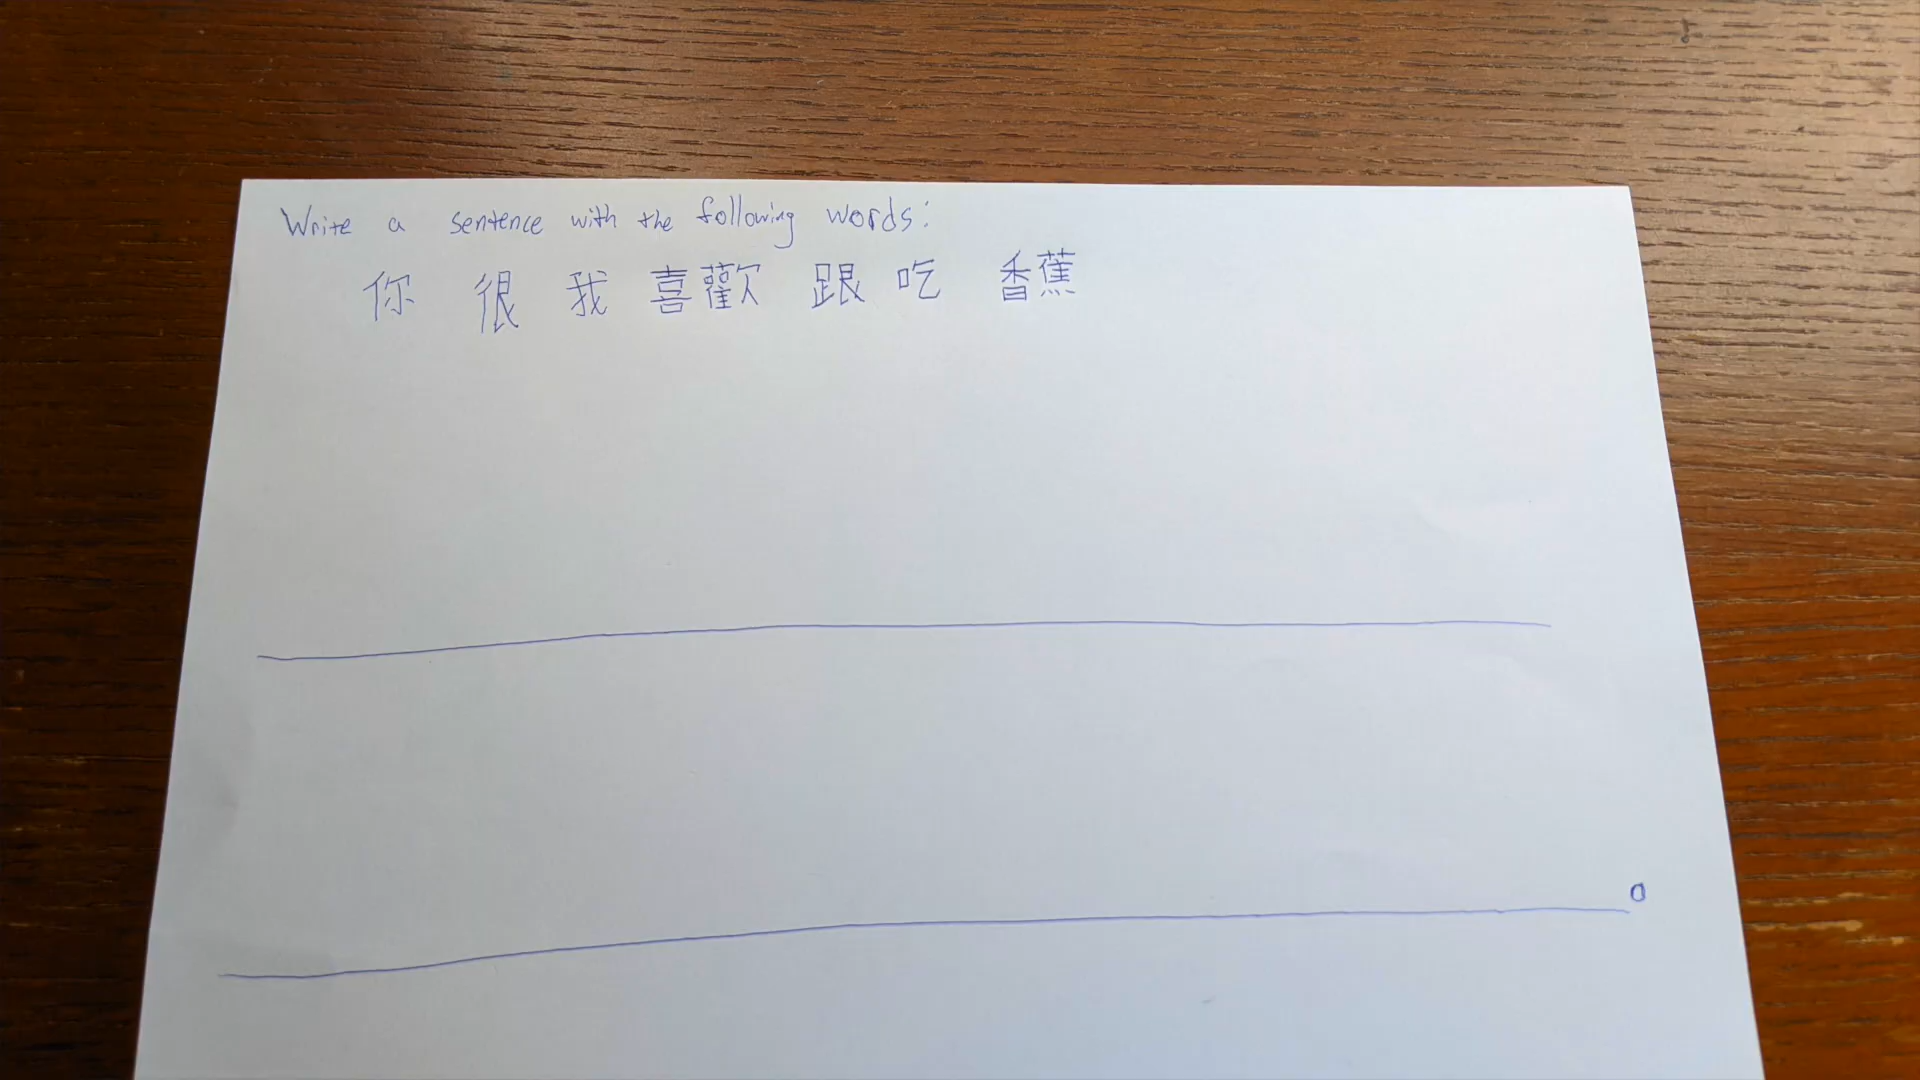 Write a sentence with the following words:
你 很 我 喜歡 跟 吃 香蕉
。